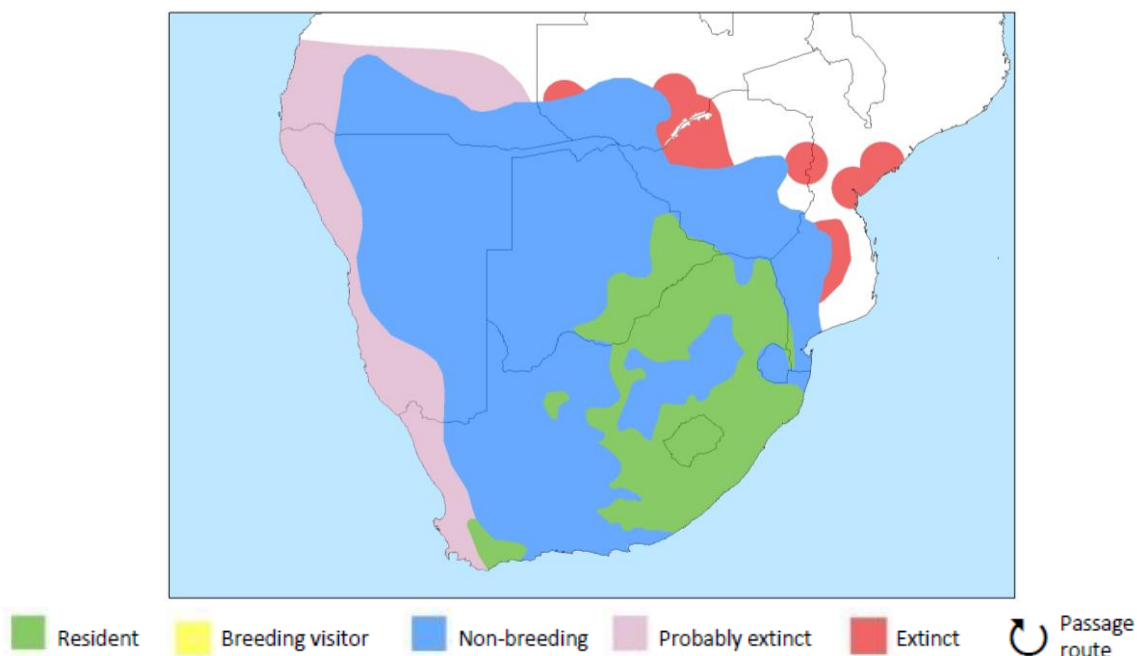 Resident
Breeding visitor
Non-breeding
Probably extinct
Extinct
Passage
route